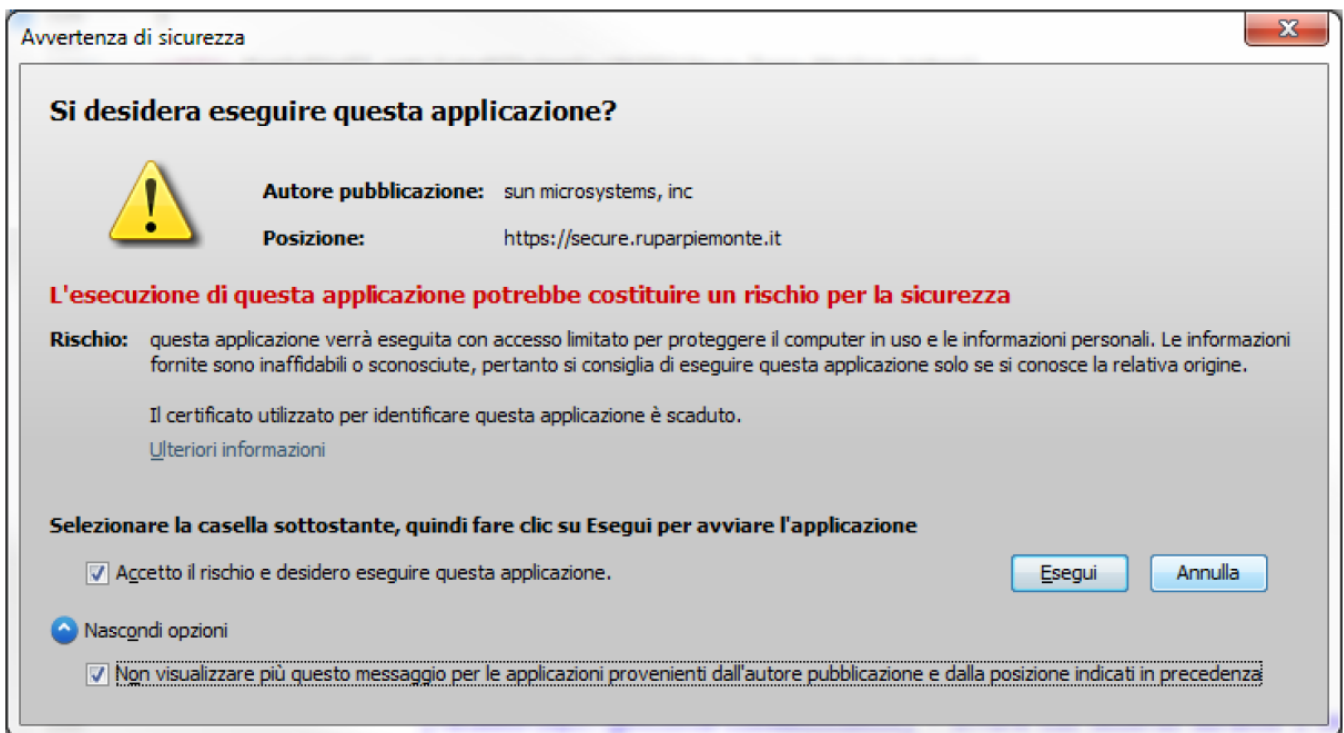 Avvertenza di sicurezza
Si desidera eseguire questa applicazione?
Autore pubblicazione: sun microsystems, inc
Posizione: https://secure.ruparpiemonte.it
L'esecuzione di questa applicazione potrebbe costituire un rischio per la sicurezza
Rischio: questa applicazione verrà eseguita con accesso limitato per proteggere il computer in uso e le informazioni personali. Le informazioni
fornite sono inaffidabili o sconosciute, pertanto si consiglia di eseguire questa applicazione solo se si conosce la relativa origine.
Il certificato utilizzato per identificare questa applicazione è scaduto.
Ulteriori informazioni
Selezionare la casella sottostante, quindi fare clic su Esegui per avviare l'applicazione
Accetto il rischio e desidero eseguire questa applicazione. Esegui Annulla
Nascondi opzioni
Non visualizzare più questo messaggio per le applicazioni provenienti dall'autore pubblicazione e dalla posizione indicati in precedenza